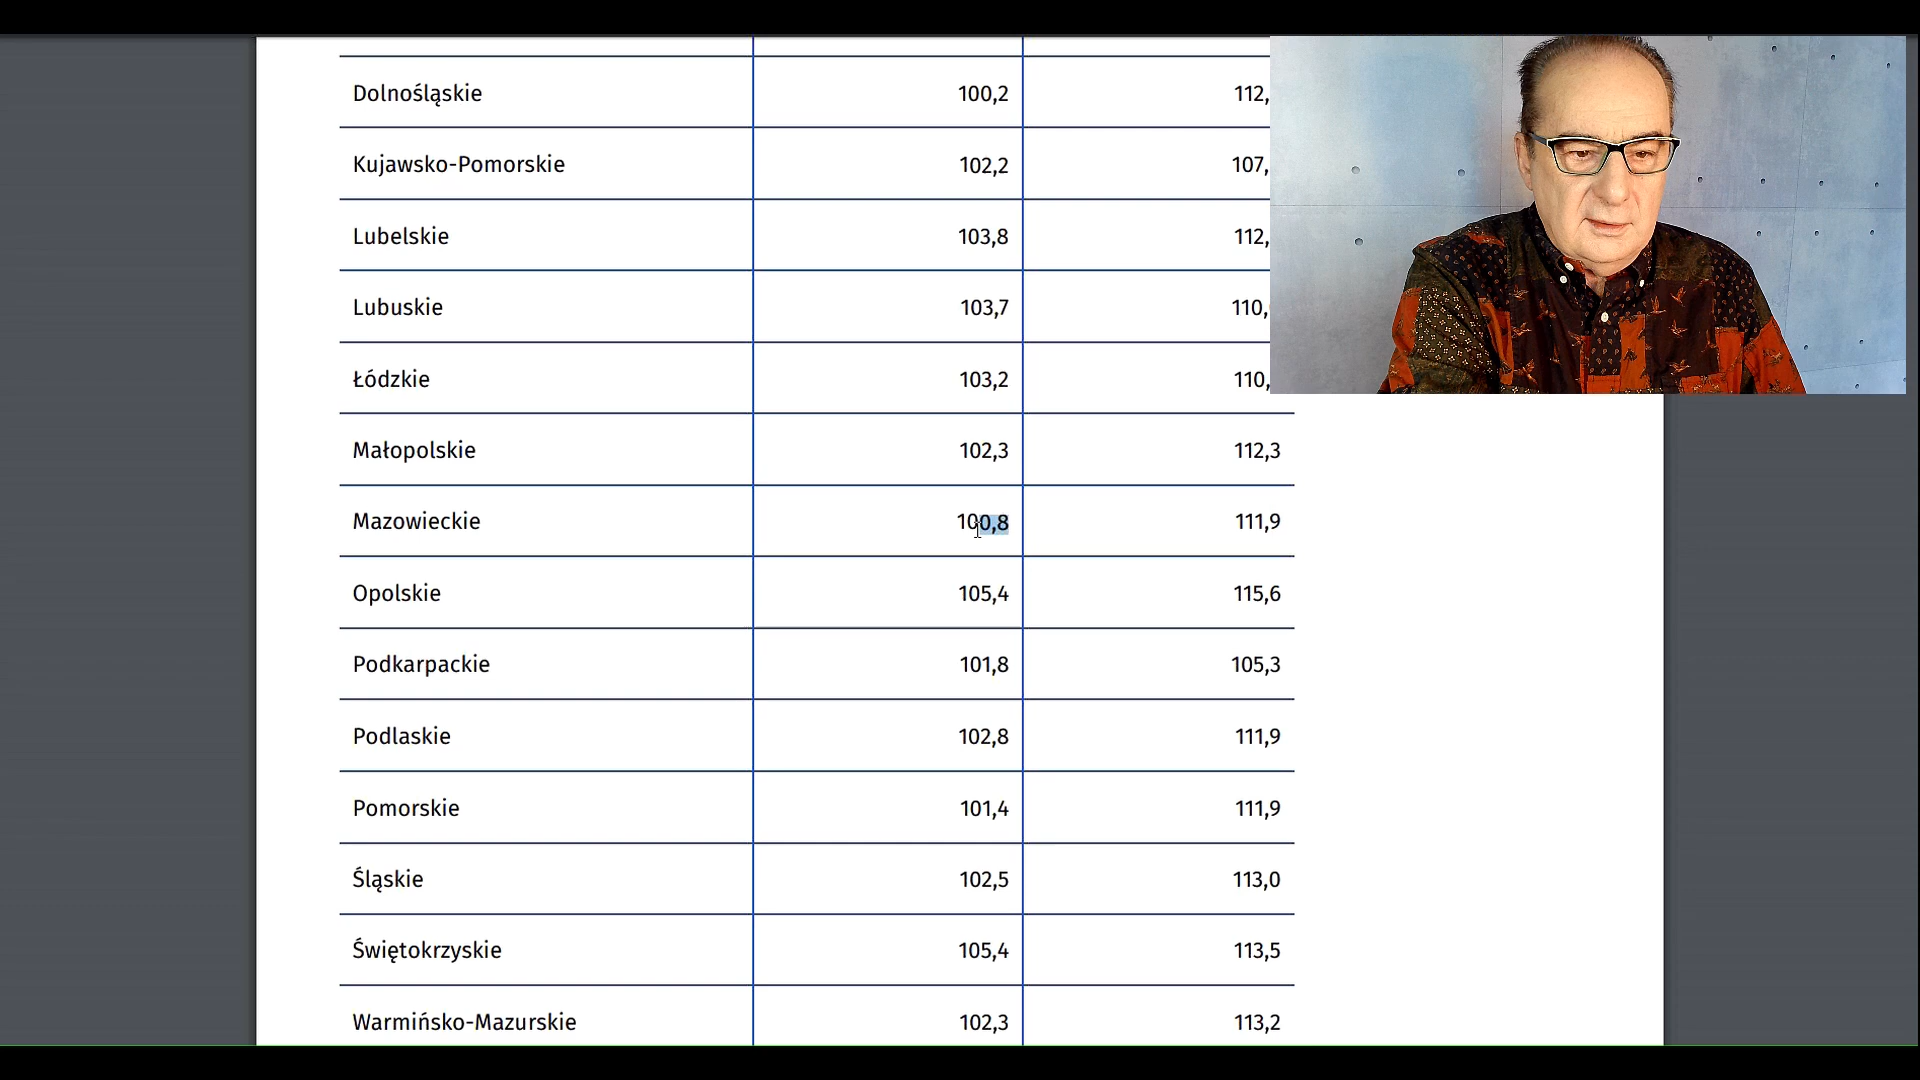 Dolnośląskie 100,2 112,
Kujawsko-Pomorskie 102,2 107,
Lubelskie 103,8 112,
Lubuskie 103,7 110,
Łódzkie 103,2 110,
Małopolskie 102,3 112,3
Mazowieckie 100,8 111,9
Opolskie 105,4 115,6
Podkarpackie 101,8 105,3
Podlaskie 102,8 111,9
Pomorskie 101,4 111,9
Śląskie 102,5 113,0
Świętokrzyskie 105,4 113,5
Warmińsko-Mazurskie 102,3 113,2